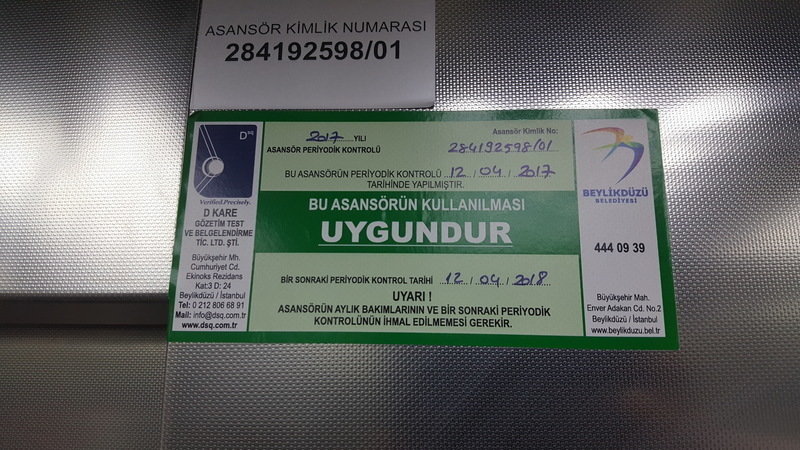 ASANSÖR KİMLİK NUMARASI
284192598/01
Dsq
Verified.Precisely.
D KARE
GÖZETİM TEST
VE BELGELENDİRME
TİC. LTD. ŞTİ.
Büyükşehir Mh.
Cumhuriyet Cd.
Ekinoks Rezidans
Kat:3 D: 24
Beylikdüzü / İstanbul
Tel: 0 212 806 68 91
Mail: info@dsq.com.tr
www.dsq.com.tr
2017 YILI
ASANSÖR PERİYODİK KONTROLÜ
Asansör Kimlik No:
284192598/01
BU ASANSÖRÜN PERİYODİK KONTROLÜ 12 / 04 / 2017
TARİHİNDE YAPILMIŞTIR.
BU ASANSÖRÜN KULLANILMASI
UYGUNDUR
BİR SONRAKİ PERİYODİK KONTROL TARİHİ 12 / 04 / 2018
UYARI !
ASANSÖRÜN AYLIK BAKIMLARININ VE BİR SONRAKİ PERİYODİK
KONTROLÜNÜN İHMAL EDİLMEMESİ GEREKİR.
BEYLİKDÜZÜ
BELEDİYESİ
444 09 39
Büyükşehir Mah.
Enver Adakan Cd. No.2
Beylikdüzü / İstanbul
www.beylikduzu.bel.tr